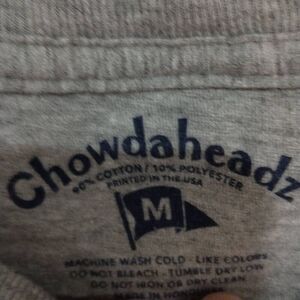 Chowdaheadz
90% COTTON / 10% POLYESTER
PRINTED IN THE USA
M
MACHINE WASH COLD - LIKE COLORS
DO NOT BLEACH - TUMBLE DRY LOW
DO NOT IRON OR DRY CLEAN
MADE IN HONDURAS